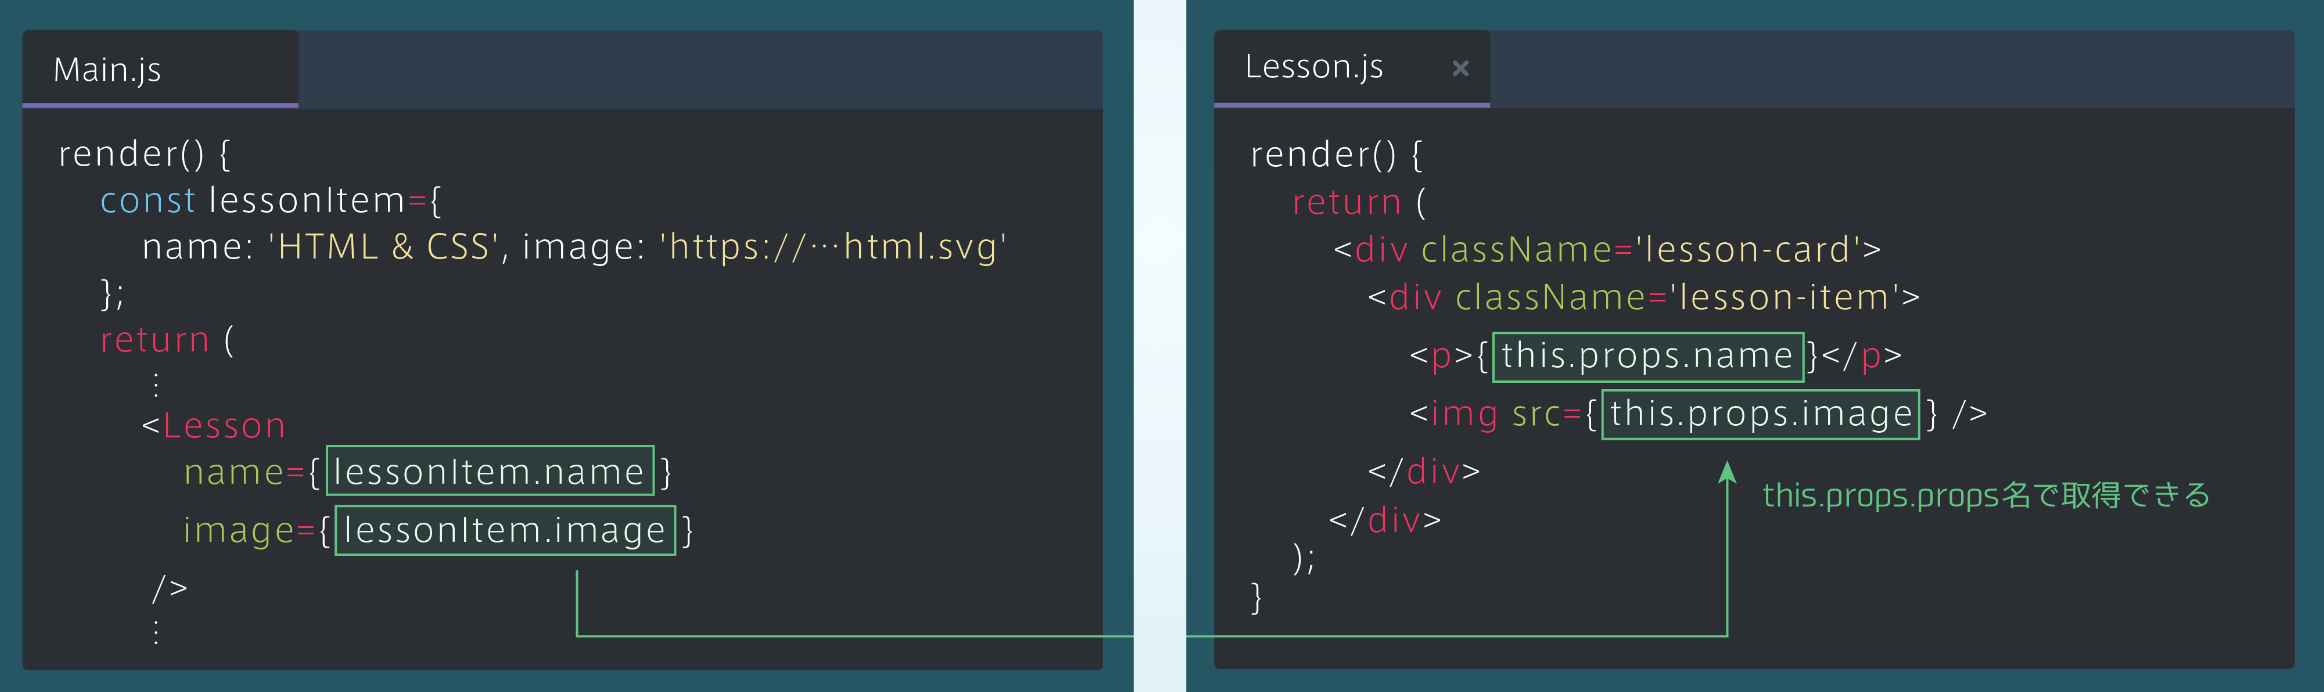 Main.js
render() {
const lessonItem={
name: 'HTML & CSS', image: 'https://…html.svg'
};
return (
⋮
<Lesson
name={lessonItem.name}
image={lessonItem.image}
/>
⋮
Lesson.js ×
render() {
return (
<div className='lesson-card'>
<div className='lesson-item'>
<p>{this.props.name}</p>
<img src={this.props.image} />
</div>
</div>
);
}
this.props.props名で取得できる